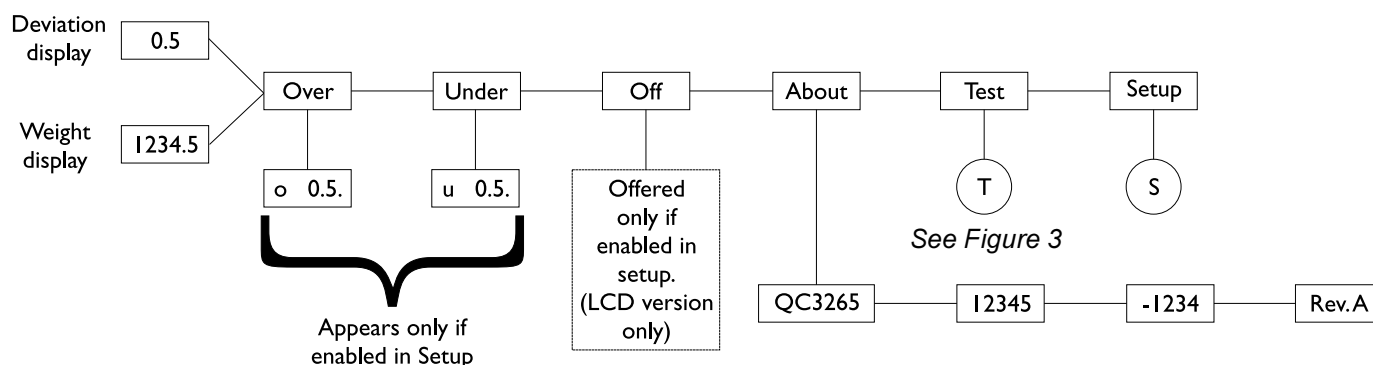 Deviation
display
0.5
Weight
display
1234.5
Over
Under
Off
About
Test
Setup
o 0.5.
u 0.5.
Appears only if
enabled in Setup
Offered
only if
enabled in
setup.
(LCD version
only)
T
See Figure 3
S
QC3265
12345
-1234
Rev. A